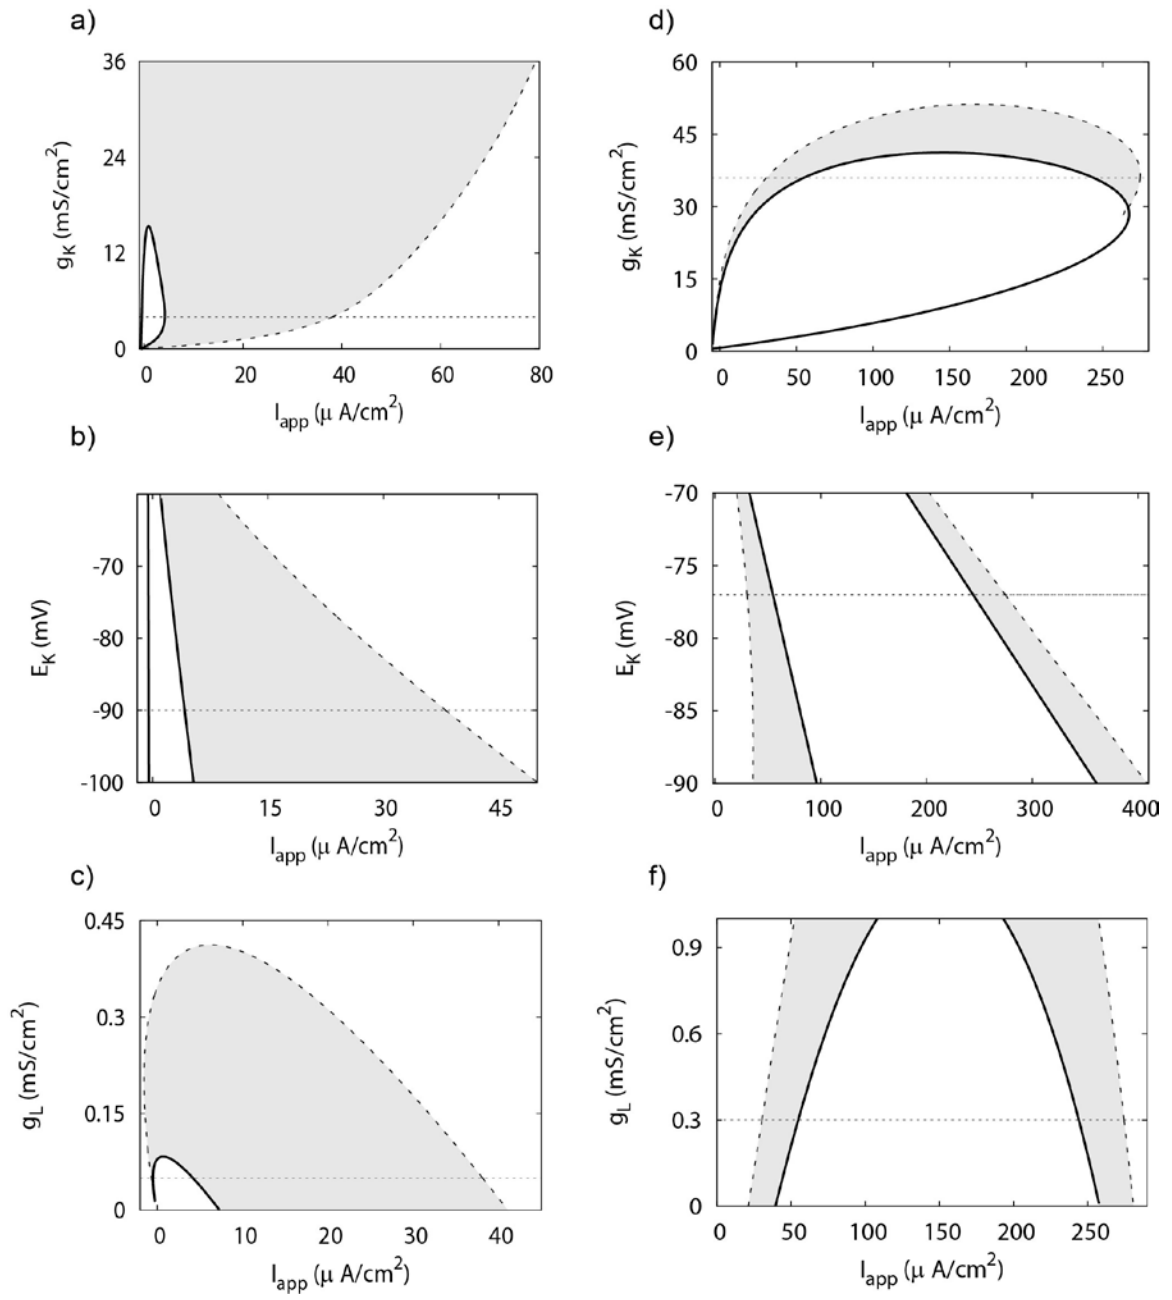 a)
36
24
12
0
g_K (mS/cm²)
0 20 40 60 80
I_app (μ A/cm²)
d)
60
45
30
15
0
g_K (mS/cm²)
0 50 100 150 200 250
I_app (μ A/cm²)
b)
-70
-80
-90
-100
E_K (mV)
0 15 30 45
I_app (μ A/cm²)
e)
-70
-75
-80
-85
-90
E_K (mV)
0 100 200 300 400
I_app (μ A/cm²)
c)
0.45
0.3
0.15
0
g_L (mS/cm²)
0 10 20 30 40
I_app (μ A/cm²)
f)
0.9
0.6
0.3
0
g_L (mS/cm²)
0 50 100 150 200 250
I_app (μ A/cm²)